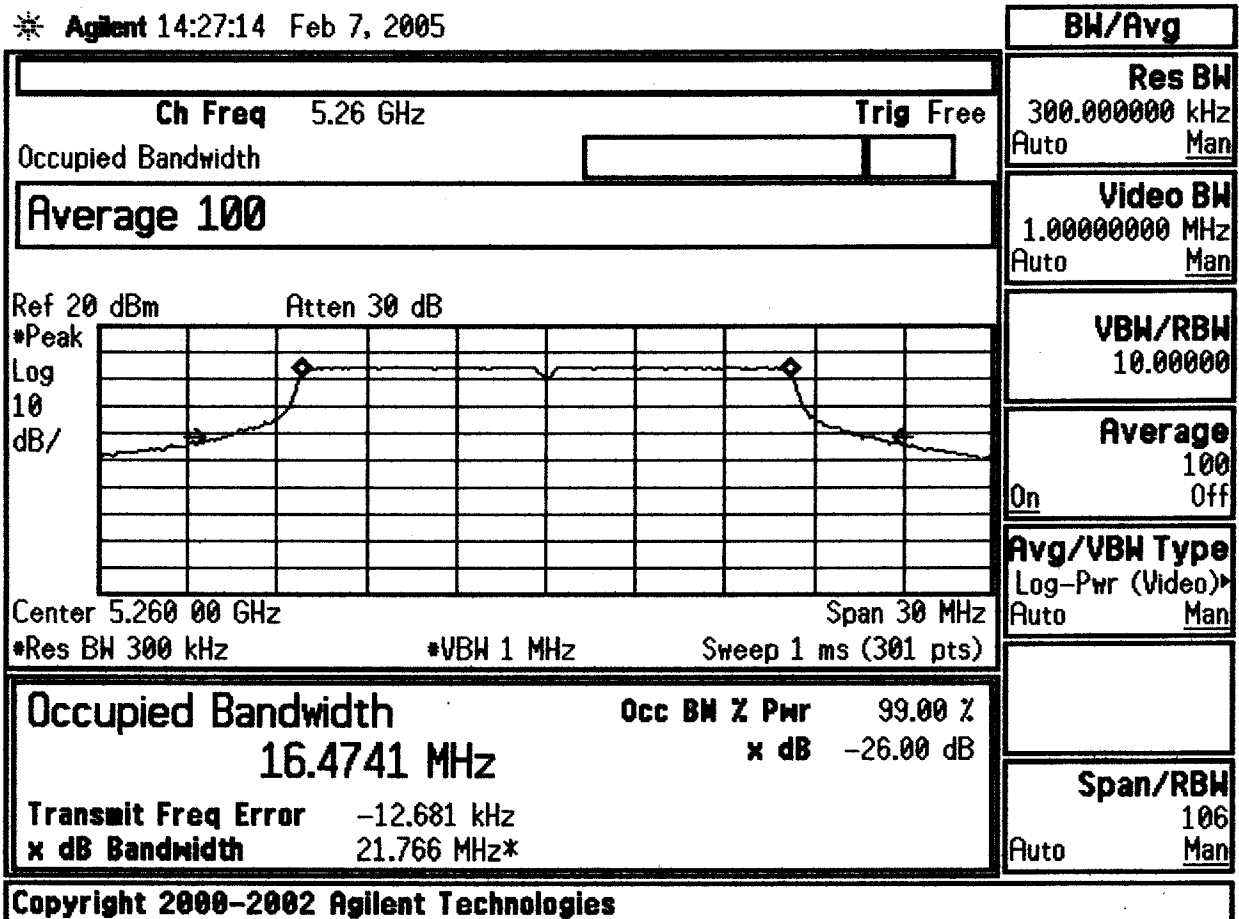 Agilent 14:27:14 Feb 7, 2005
BW/Avg
Ch Freq 5.26 GHz Trig Free
Occupied Bandwidth
Average 100
Ref 20 dBm Atten 30 dB
*Peak
Log
10
dB/
Center 5.260 00 GHz Span 30 MHz
*Res BW 300 kHz *VBW 1 MHz Sweep 1 ms (301 pts)
Occupied Bandwidth Occ BW % Pwr 99.00 %
16.4741 MHz x dB -26.00 dB
Transmit Freq Error -12.681 kHz
x dB Bandwidth 21.766 MHz*
Res BW
300.000000 kHz
Auto Man
Video BW
1.00000000 MHz
Auto Man
VBW/RBW
10.00000
Average
100
On Off
Avg/VBW Type
Log-Pwr (Video)▸
Auto Man
Span/RBW
106
Auto Man
Copyright 2000-2002 Agilent Technologies